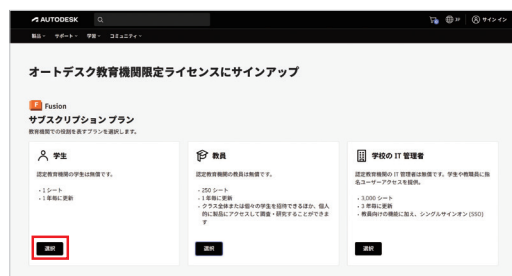 AUTODESK
JP
サインイン
製品
サポート
学習
コミュニティ
オートデスク教育機関限定ライセンスにサインアップ
Fusion
サブスクリプション プラン
教育機関での役割を表すプランを選択します。
学生
認定教育機関の学生は無償です。
- 1 シート
- 1 年毎に更新
選択
教員
認定教育機関の教員は無償です。
- 250 シート
- 1 年毎に更新
- クラス全体または個々の学生を招待できるほか、個人
的に製品にアクセスして調査・研究することができま
す
選択
学校の IT 管理者
認定教育機関の IT 管理者は無償です。学生や教職員に指
名ユーザーアクセスを提供。
- 3,000 シート
- 3 年毎に更新
- 教員向けの機能に加え、シングルサインオン (SSO)
選択